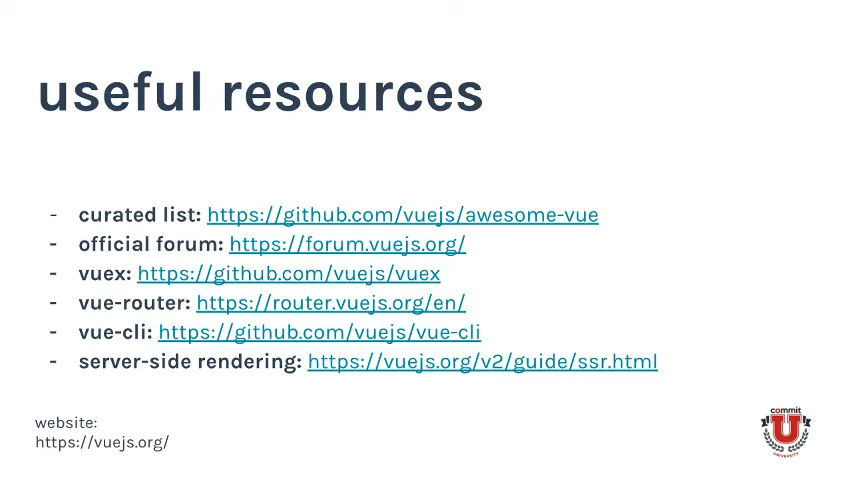 useful resources
- curated list: https://github.com/vuejs/awesome-vue
- official forum: https://forum.vuejs.org/
- vuex: https://github.com/vuejs/vuex
- vue-router: https://router.vuejs.org/en/
- vue-cli: https://github.com/vuejs/vue-cli
- server-side rendering: https://vuejs.org/v2/guide/ssr.html
website:
https://vuejs.org/
commit
U
UNIVERSITY